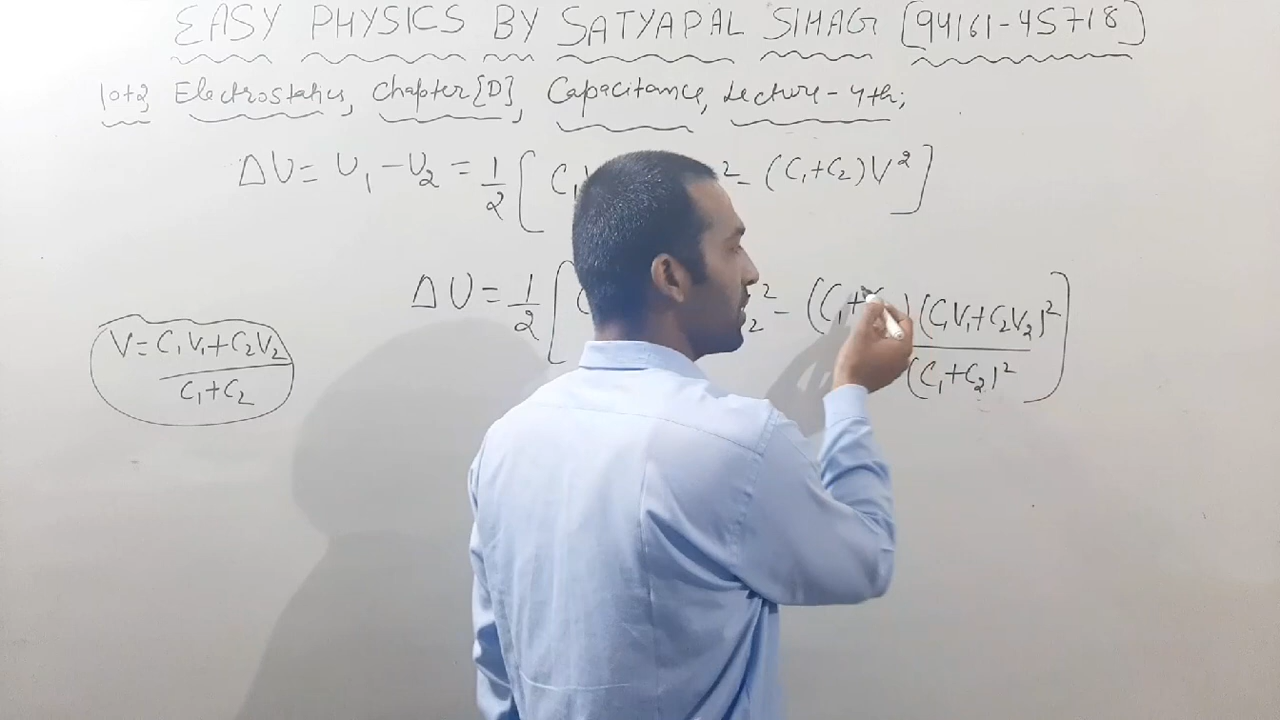 EASY PHYSICS BY SATYAPAL SIHAG [94161-45718]
10+2, Electrostatics, Chapter [D], Capacitance, Lecture-4th;
ΔU = U₁ - U₂ = 1/2 [ C₁ ² - (C₁+C₂)V² ]
ΔU = 1/2 [ C ₂² - (C₁+C )(C₁V₁+C₂V₂)²/(C₁+C₂)² ]
V = C₁V₁+C₂V₂/C₁+C₂